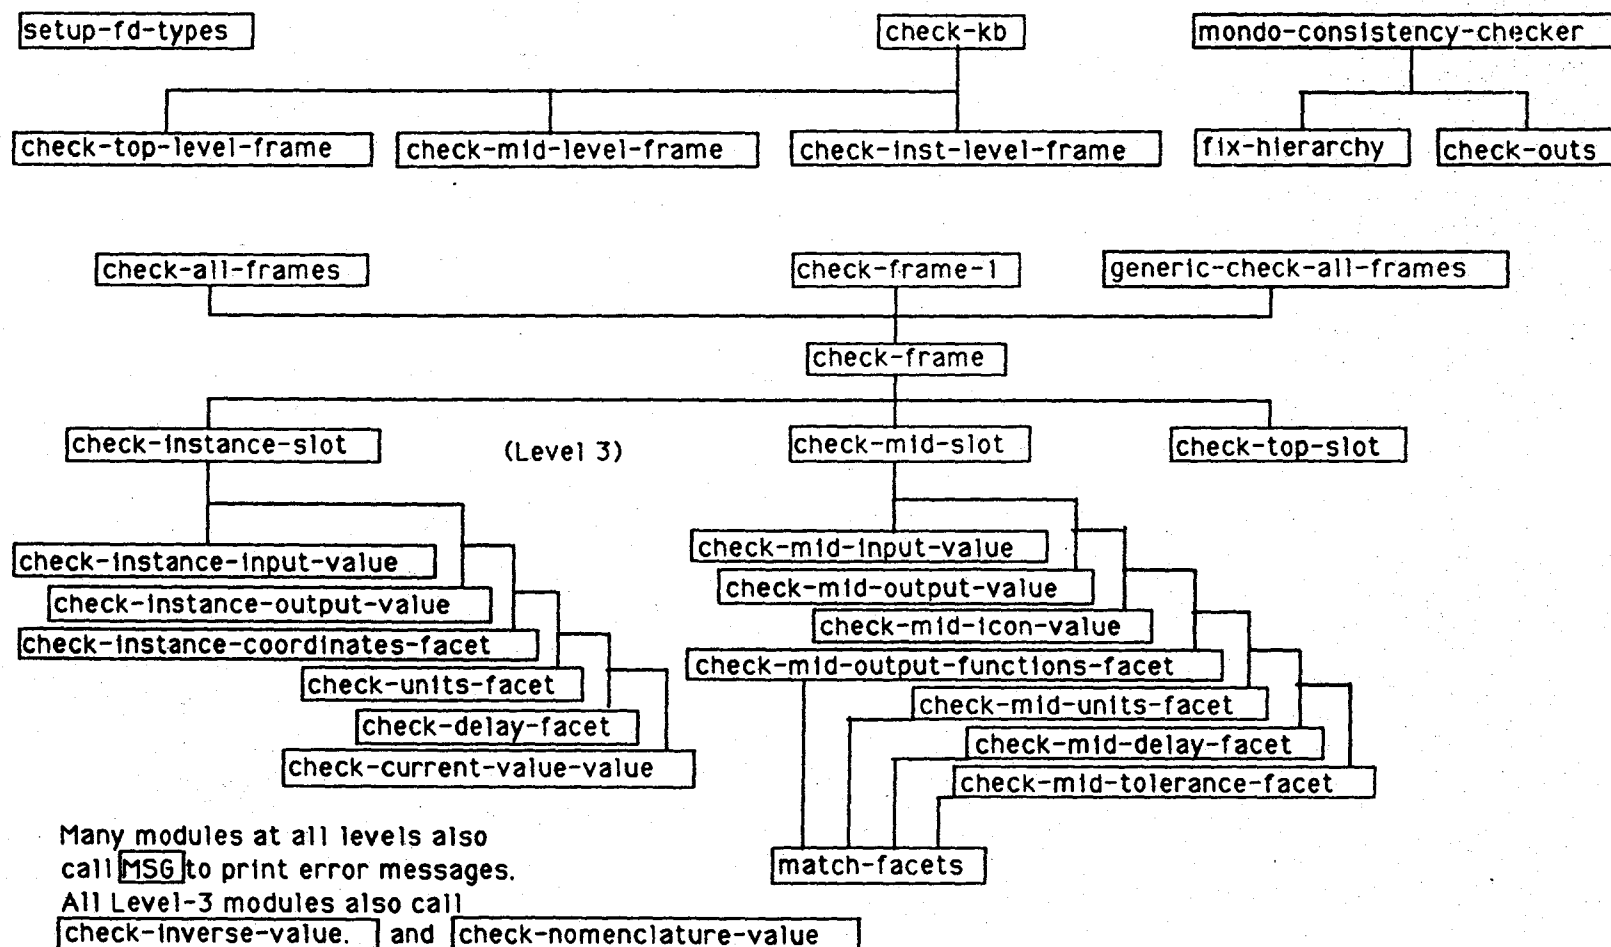 setup-fd-types
check-kb
mondo-consistency-checker
check-top-level-frame
check-mid-level-frame
check-inst-level-frame
fix-hierarchy
check-outs
check-all-frames
check-frame-1
generic-check-all-frames
check-frame
check-instance-slot
(Level 3)
check-mid-slot
check-top-slot
check-instance-input-value
check-instance-output-value
check-instance-coordinates-facet
check-units-facet
check-delay-facet
check-current-value-value
check-mid-input-value
check-mid-output-value
check-mid-icon-value
check-mid-output-functions-facet
check-mid-units-facet
check-mid-delay-facet
check-mid-tolerance-facet
match-facets
Many modules at all levels also
call MSG to print error messages.
All Level-3 modules also call
check-inverse-value. and check-nomenclature-value